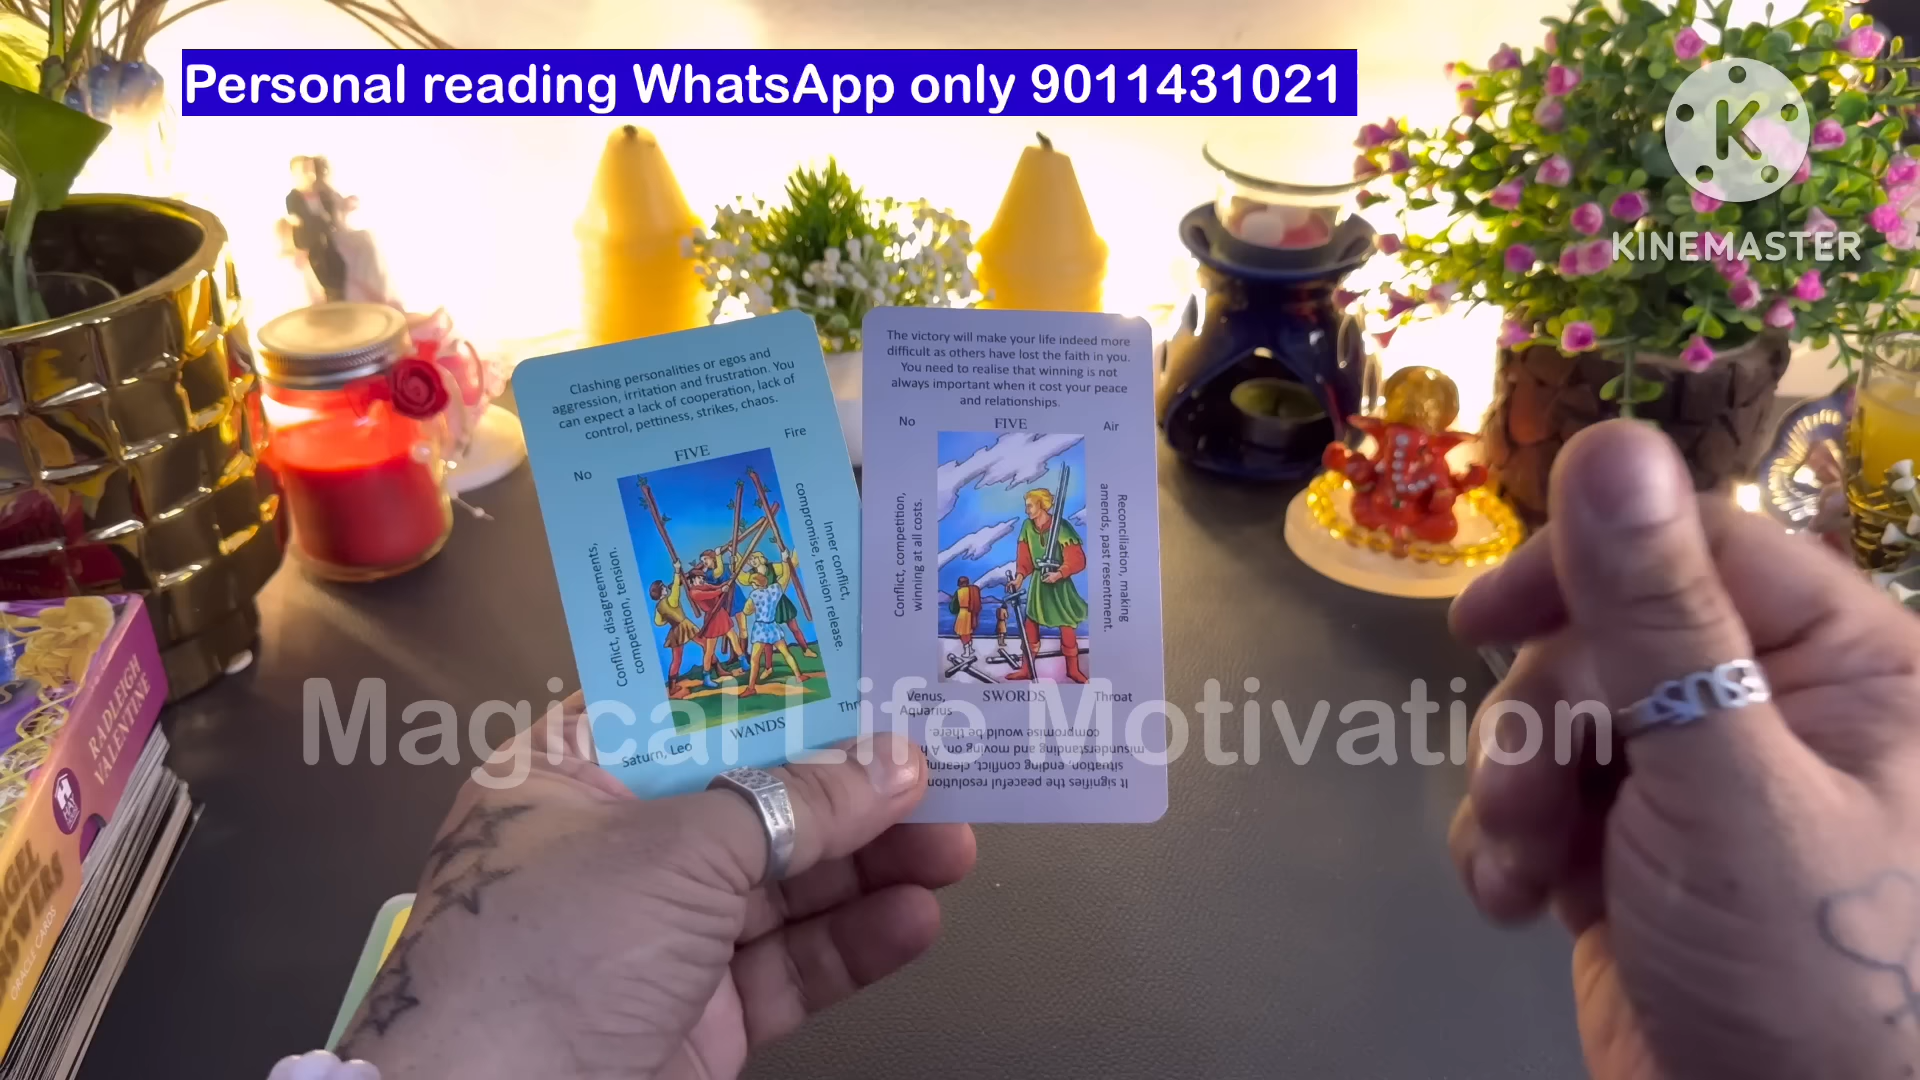 Personal reading WhatsApp only 9011431021
K
KINEMASTER
Clashing personalities or egos and
aggression, irritation and frustration. You
can expect a lack of cooperation, lack of
control, pettiness, strikes, chaos.
No
FIVE
Fire
Conflict, disagreements,
competition, tension.
Inner conflict,
compromise, tension release.
Saturn, Leo
WANDS
The victory will make your life indeed more
difficult as others have lost the faith in you.
You need to realise that winning is not
always important when it cost your peace
and relationships.
No
FIVE
Air
Conflict, competition,
winning at all costs.
Reconciliation, making
amends, past resentment.
Venus,
Aquarius
SWORDS
Throat
It signifies the peaceful resolution
situation, ending conflict, clearing
misunderstanding and moving on. A
compromise would be there.
Magical Life Motivation
RADLEIGH
VALENTINE
ORACLE CARDS